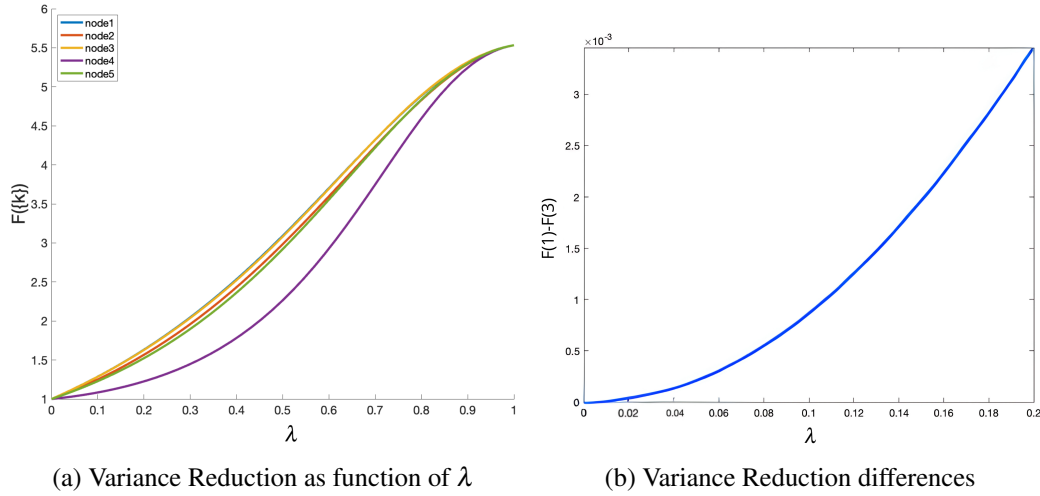 6
5.5
5
4.5
4
3.5
3
2.5
2
1.5
1
F({k})
node1
node2
node3
node4
node5
0 0.1 0.2 0.3 0.4 0.5 0.6 0.7 0.8 0.9 1
λ
(a) Variance Reduction as function of λ
×10⁻³
3
2.5
2
1.5
1
0.5
0
F(1)-F(3)
0 0.02 0.04 0.06 0.08 0.1 0.12 0.14 0.16 0.18 0.2
λ
(b) Variance Reduction differences